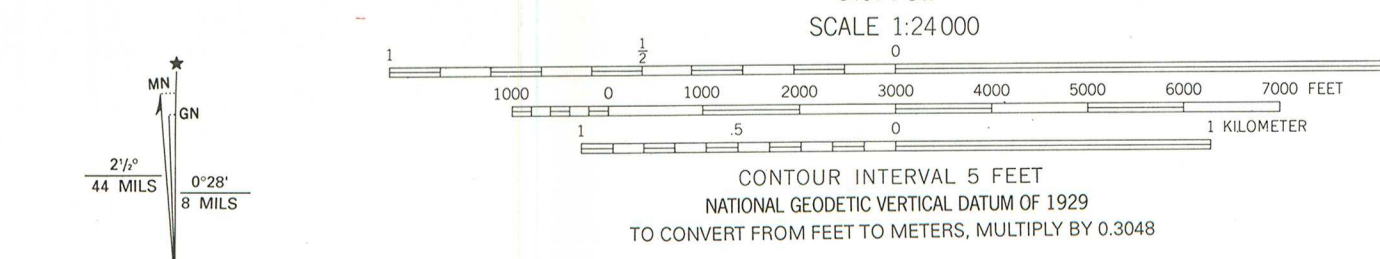 SCALE 1:24 000
1 1/2 0
1000 0 1000 2000 3000 4000 5000 6000 7000 FEET
1 .5 0 1 KILOMETER
CONTOUR INTERVAL 5 FEET
NATIONAL GEODETIC VERTICAL DATUM OF 1929
TO CONVERT FROM FEET TO METERS, MULTIPLY BY 0.3048
★
MN
GN
2½°
44 MILS
0°28'
8 MILS